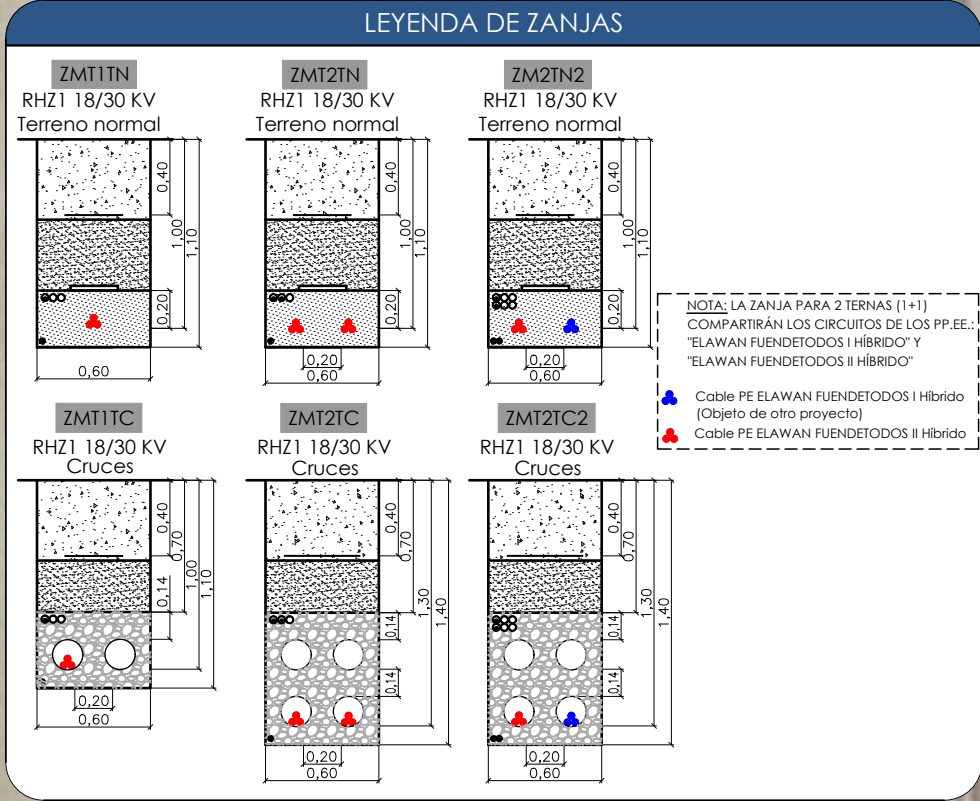 LEYENDA DE ZANJAS
ZMT1TN
RHZ1 18/30 KV
Terreno normal
0,40
1,00
1,10
0,20
0,60
ZMT2TN
RHZ1 18/30 KV
Terreno normal
0,40
1,00
1,10
0,20
0,20
0,60
ZM2TN2
RHZ1 18/30 KV
Terreno normal
0,40
1,00
1,10
0,20
0,20
0,60
NOTA: LA ZANJA PARA 2 TERNAS (1+1)
COMPARTIRÁN LOS CIRCUITOS DE LOS PP.EE.:
"ELAWAN FUENDETODOS I HÍBRIDO" Y
"ELAWAN FUENDETODOS II HÍBRIDO"
Cable PE ELAWAN FUENDETODOS I Híbrido
(Objeto de otro proyecto)
Cable PE ELAWAN FUENDETODOS II Híbrido
ZMT1TC
RHZ1 18/30 KV
Cruces
0,40
0,70
0,14
1,00
1,10
0,20
0,60
ZMT2TC
RHZ1 18/30 KV
Cruces
0,40
0,70
0,14
1,30
1,40
0,14
0,20
0,60
ZMT2TC2
RHZ1 18/30 KV
Cruces
0,40
0,70
0,14
1,30
1,40
0,14
0,20
0,60